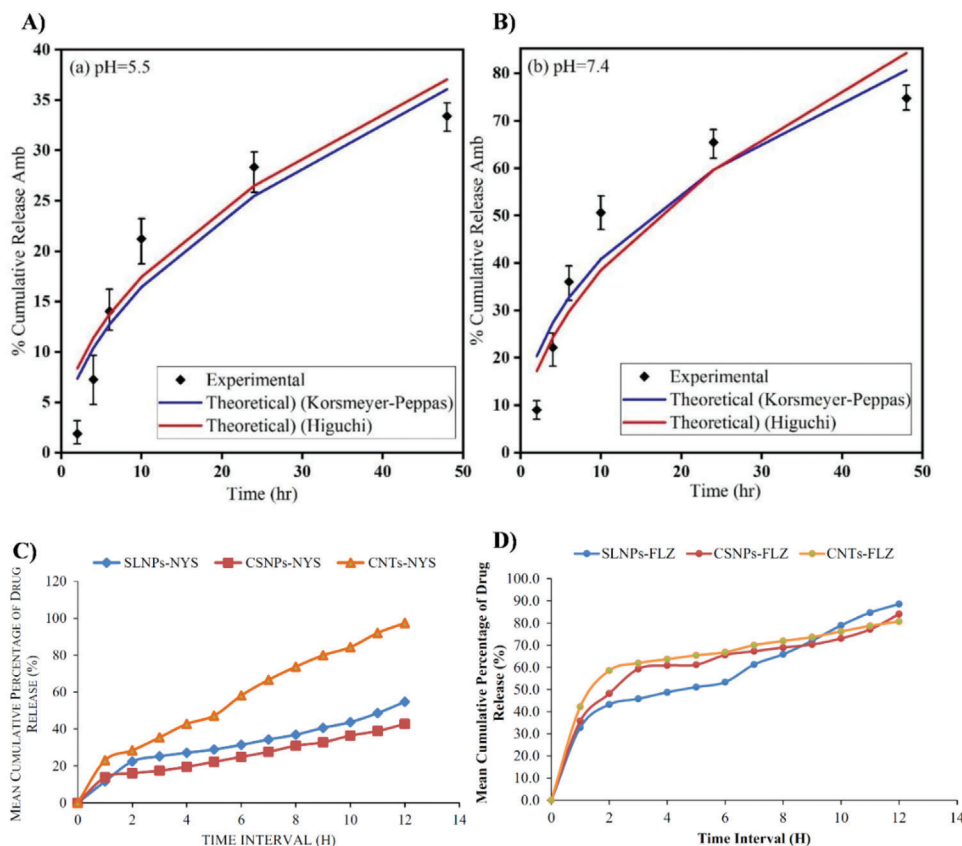 A)
(a) pH=5.5
% Cumulative Release Amb
40
35
30
25
20
15
10
5
0
Experimental
Theoretical) (Korsmeyer-Peppas)
Theoretical) (Higuchi)
0 10 20 30 40 50
Time (hr)
B)
(b) pH=7.4
% Cumulative Release Amb
80
70
60
50
40
30
20
10
0
Experimental
Theoretical) (Korsmeyer-Peppas)
Theoretical) (Higuchi)
0 10 20 30 40 50
Time (hr)
C)
SLNPs-NYS CSNPs-NYS CNTs-NYS
MEAN CUMULATIVE PERCENTAGE OF DRUG
RELEASE (%)
120
100
80
60
40
20
0
0 2 4 6 8 10 12 14
TIME INTERVAL (H)
D)
SLNPs-FLZ CSNPs-FLZ CNTs-FLZ
Mean Cumulative Percentage of Drug
Release (%)
100.0
90.0
80.0
70.0
60.0
50.0
40.0
30.0
20.0
10.0
0.0
0 2 4 6 8 10 12 14
Time Interval (H)